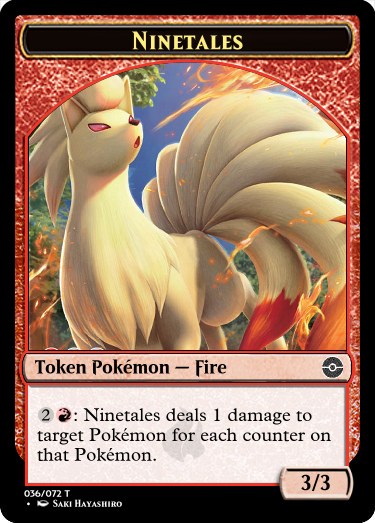 Ninetales
Token Pokémon — Fire
2 : Ninetales deals 1 damage to
target Pokémon for each counter on
that Pokémon.
3/3
036/072 T
• Saki Hayashiro